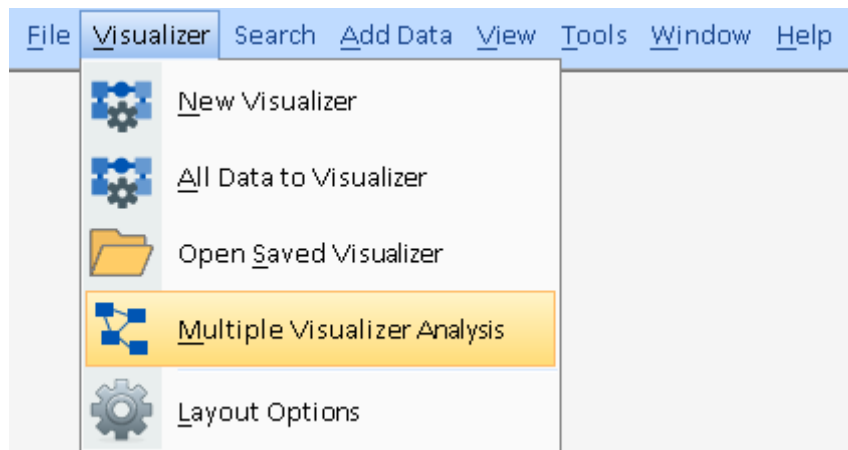 File Visualizer Search Add Data View Tools Window Help
New Visualizer
All Data to Visualizer
Open Saved Visualizer
Multiple Visualizer Analysis
Layout Options